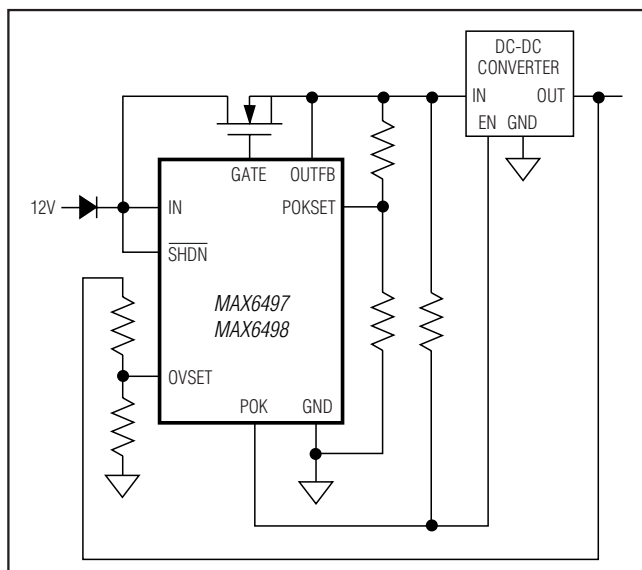 DC-DC
CONVERTER
IN OUT
EN GND
GATE OUTFB
12V
IN
POKSET
SHDN
MAX6497
MAX6498
OVSET
POK GND